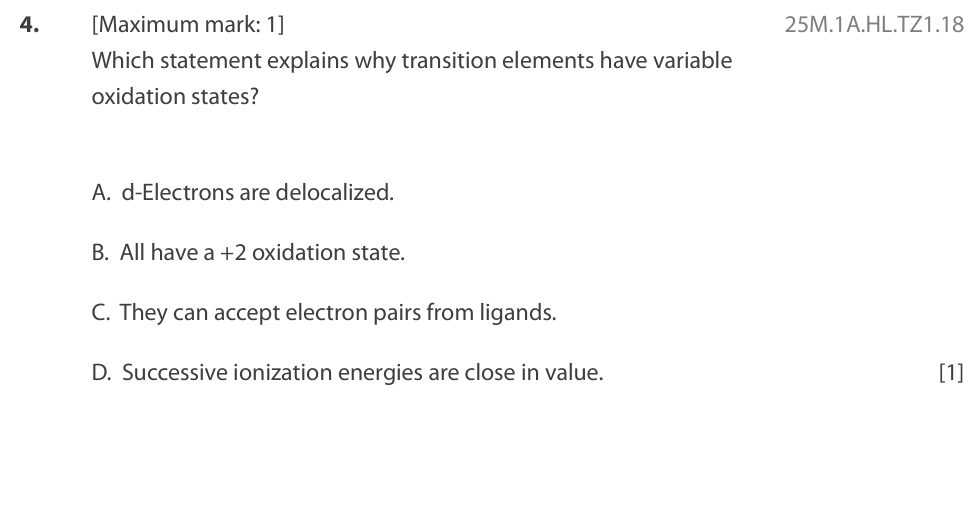 4. [Maximum mark: 1] 25M.1A.HL.TZ1.18
Which statement explains why transition elements have variable
oxidation states?
A. d-Electrons are delocalized.
B. All have a +2 oxidation state.
C. They can accept electron pairs from ligands.
D. Successive ionization energies are close in value. [1]